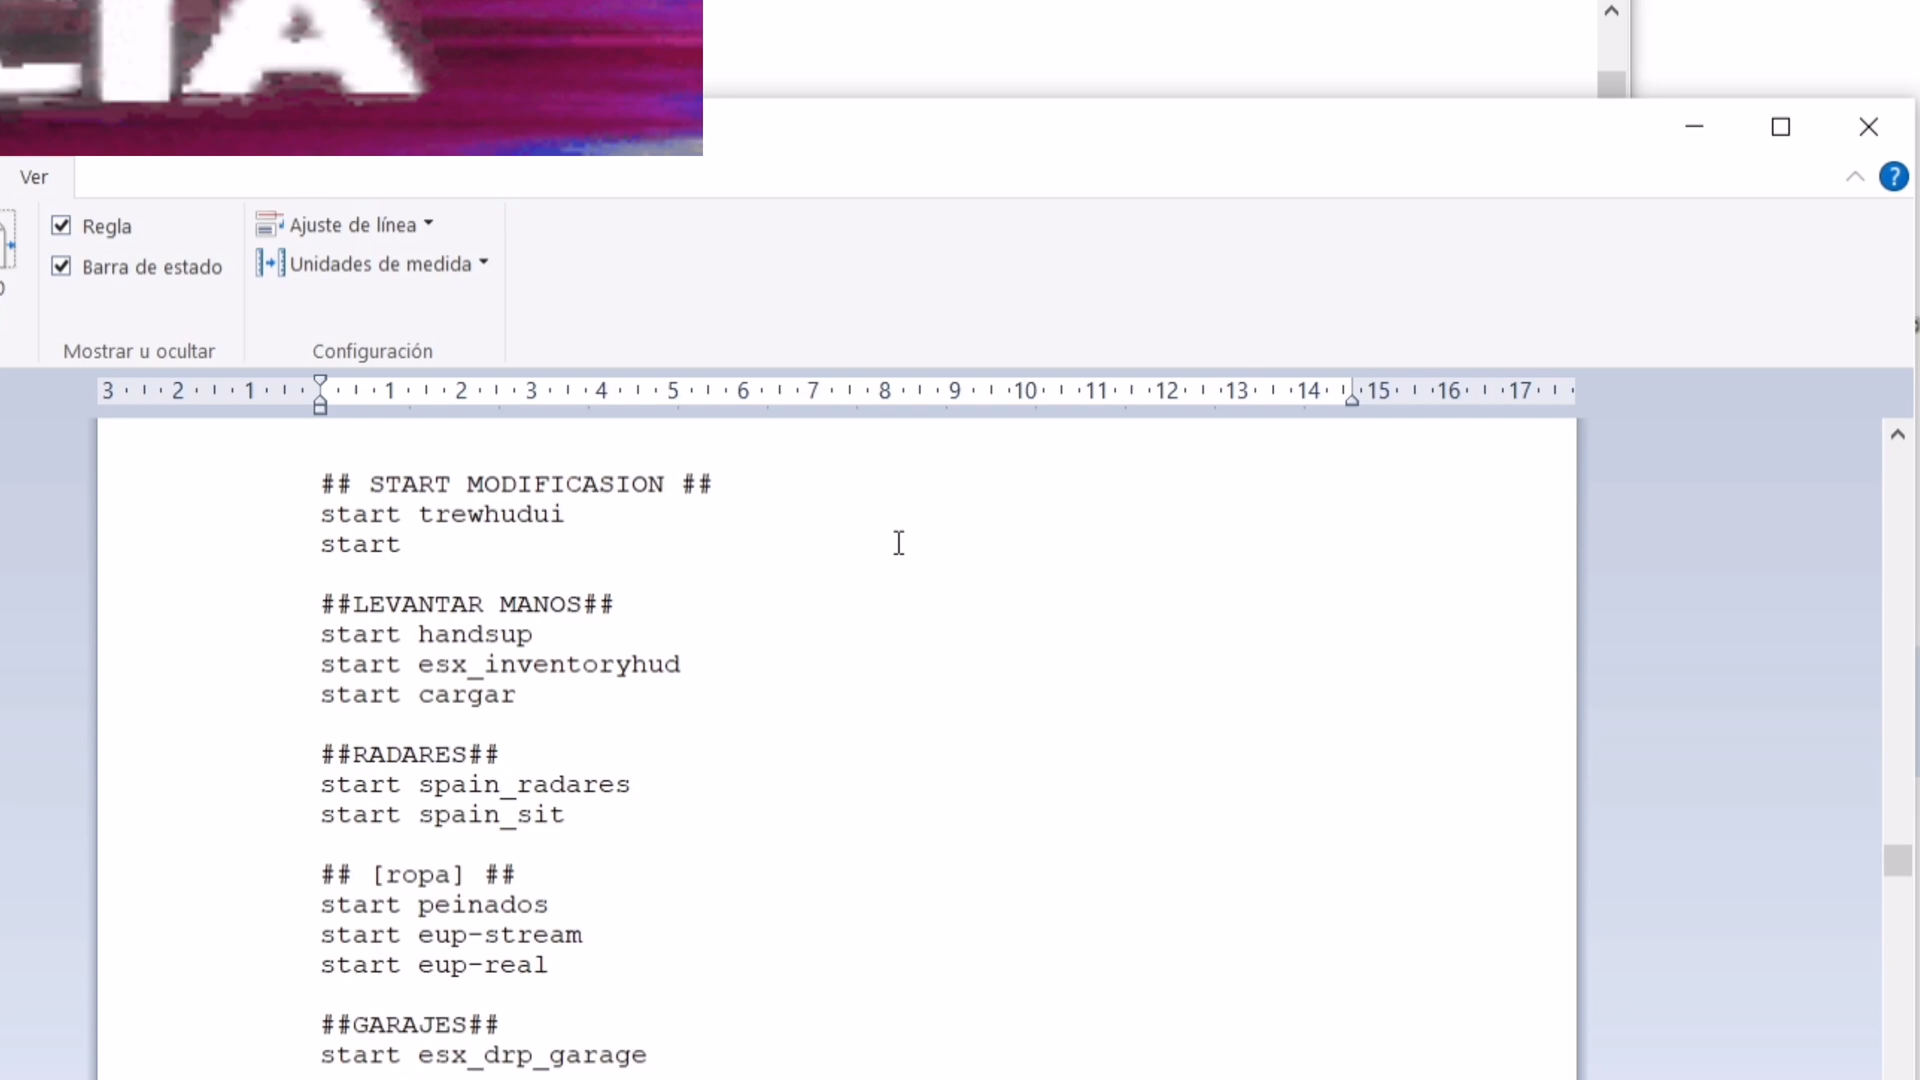 Ver
Regla
Barra de estado
Mostrar u ocultar
Ajuste de línea
Unidades de medida
Configuración
3 2 1 1 2 3 4 5 6 7 8 9 10 11 12 13 14 15 16 17
## START MODIFICASION ##
start trewhudui
start
##LEVANTAR MANOS##
start handsup
start esx_inventoryhud
start cargar
##RADARES##
start spain_radares
start spain_sit
## [ropa] ##
start peinados
start eup-stream
start eup-real
##GARAJES##
start esx_drp_garage